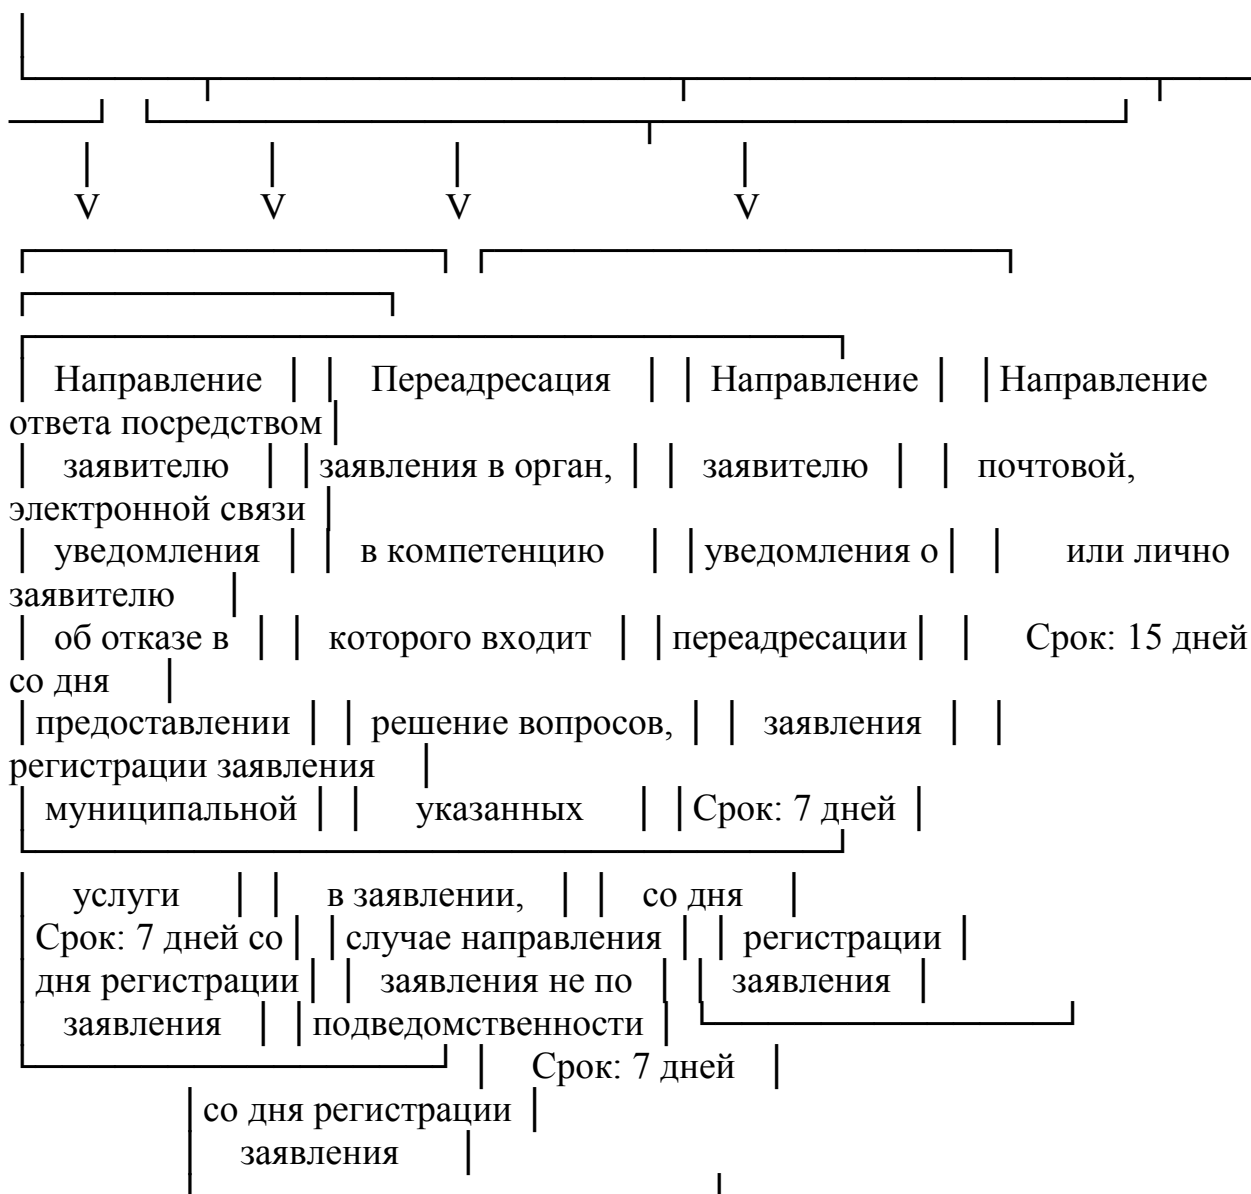 │
└─────────┬─────────────────────────┬─────────────────────────┬─────
─────┘ └───────────────────────────┬──────────────────────────┘
│ │ │ │
V V V V
┌───────────────────────┐ ┌────────────────────────────┐
┌────────────────────┐
┌────────────────────────────────────────────┐
│ Направление │ │ Переадресация │ │ Направление │ │Направление
ответа посредством│
│ заявителю │ │заявления в орган, │ │ заявителю │ │ почтовой,
электронной связи │
│ уведомления │ │ в компетенцию │ │уведомления о│ │ или лично
заявителю │
│ об отказе в │ │ которого входит │ │переадресации│ │ Срок: 15 дней
со дня │
│предоставлении │ │ решение вопросов, │ │ заявления │ │
регистрации заявления │
│ муниципальной │ │ указанных │ │Срок: 7 дней │
└────────────────────────────────────────────┘
│ услуги │ │ в заявлении, │ │ со дня │
│Срок: 7 дней со│ │случае направления │ │ регистрации │
│дня регистрации│ │ заявления не по │ │ заявления │
│ заявления │ │подведомственности │ └────────────────────┘
└───────────────────────┘ │ Срок: 7 дней │
│со дня регистрации │
│ заявления │
│ │